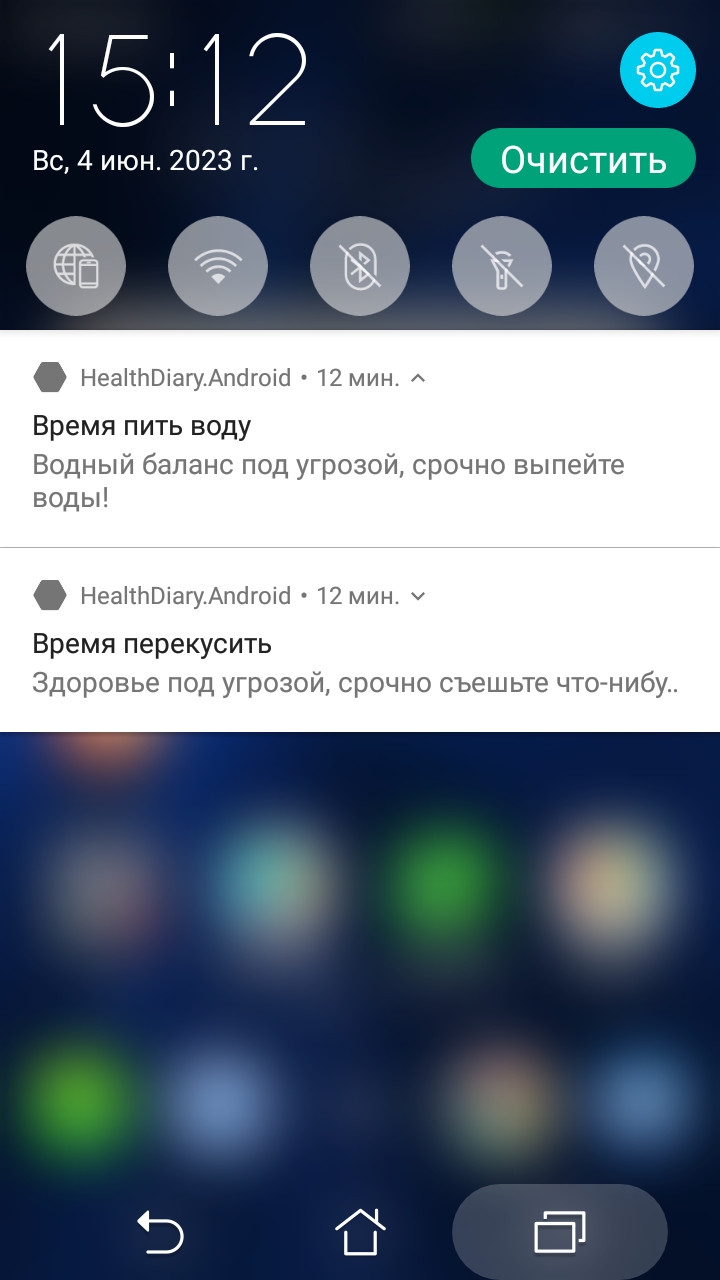 15:12
Вс, 4 июн. 2023 г.
Очистить
HealthDiary.Android • 12 мин.
Время пить воду
Водный баланс под угрозой, срочно выпейте
воды!
HealthDiary.Android • 12 мин.
Время перекусить
Здоровье под угрозой, срочно съешьте что-нибу..